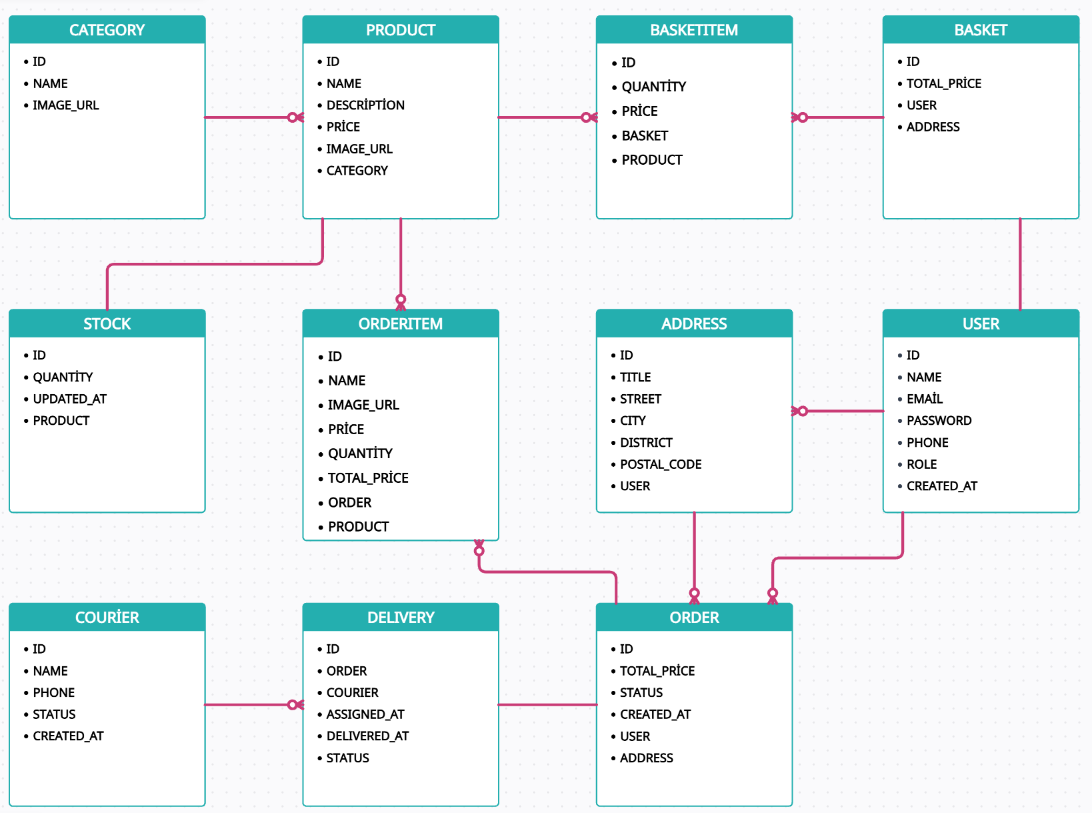 CATEGORY
• ID
• NAME
• IMAGE_URL
PRODUCT
• ID
• NAME
• DESCRİPTİON
• PRİCE
• IMAGE_URL
• CATEGORY
BASKETITEM
• ID
• QUANTİTY
• PRİCE
• BASKET
• PRODUCT
BASKET
• ID
• TOTAL_PRİCE
• USER
• ADDRESS
STOCK
• ID
• QUANTİTY
• UPDATED_AT
• PRODUCT
ORDERITEM
• ID
• NAME
• IMAGE_URL
• PRİCE
• QUANTİTY
• TOTAL_PRİCE
• ORDER
• PRODUCT
ADDRESS
• ID
• TITLE
• STREET
• CITY
• DISTRICT
• POSTAL_CODE
• USER
USER
• ID
• NAME
• EMAİL
• PASSWORD
• PHONE
• ROLE
• CREATED_AT
COURİER
• ID
• NAME
• PHONE
• STATUS
• CREATED_AT
DELIVERY
• ID
• ORDER
• COURIER
• ASSIGNED_AT
• DELIVERED_AT
• STATUS
ORDER
• ID
• TOTAL_PRİCE
• STATUS
• CREATED_AT
• USER
• ADDRESS